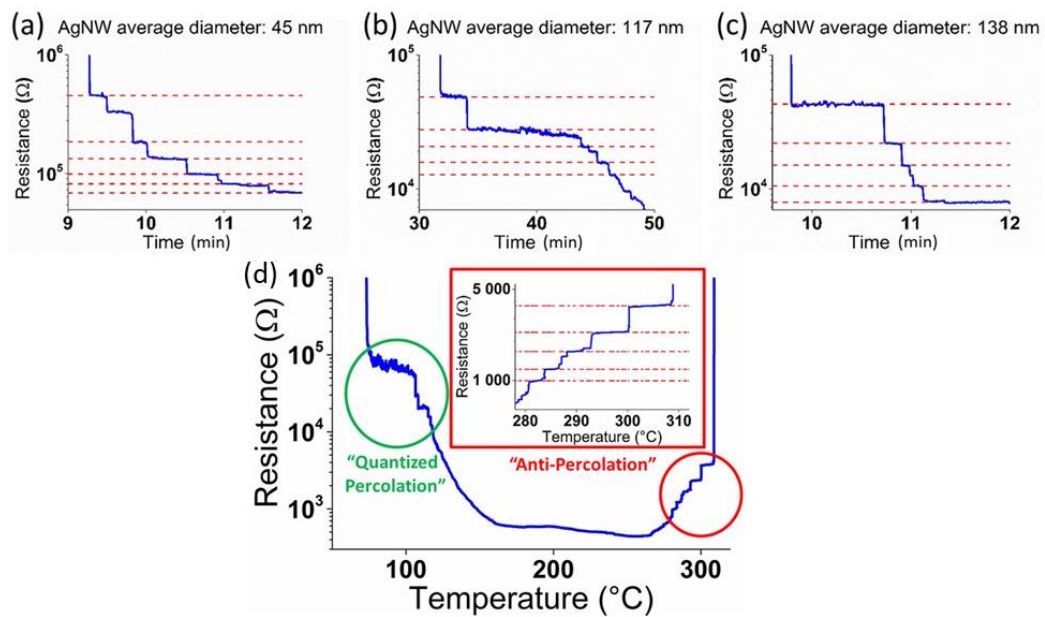 (a) AgNW average diameter: 45 nm
10^6
10^5
Resistance (Ω)
9 10 11 12
Time (min)
(b) AgNW average diameter: 117 nm
10^5
10^4
Resistance (Ω)
30 40 50
Time (min)
(c) AgNW average diameter: 138 nm
10^5
10^4
Resistance (Ω)
10 11 12
Time (min)
(d)
10^6
10^5
10^4
10^3
Resistance (Ω)
100 200 300
Temperature (°C)
"Quantized
Percolation"
"Anti-Percolation"
5 000
1 000
Resistance (Ω)
280 290 300 310
Temperature (°C)